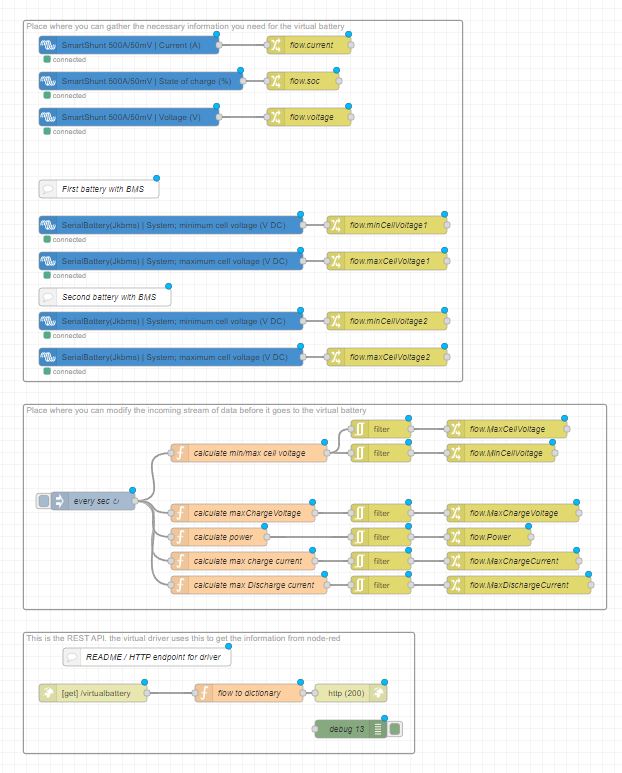 Place where you can gather the necessary information you need for the virtual battery
SmartShunt 500A/50mV | Current (A)
flow.current
connected
SmartShunt 500A/50mV | State of charge (%)
flow.soc
connected
SmartShunt 500A/50mV | Voltage (V)
flow.voltage
connected
First battery with BMS
SerialBattery(Jkbms) | System; minimum cell voltage (V DC)
flow.minCellVoltage1
connected
SerialBattery(Jkbms) | System; maximum cell voltage (V DC)
flow.maxCellVoltage1
connected
Second battery with BMS
SerialBattery(Jkbms) | System; minimum cell voltage (V DC)
flow.minCellVoltage2
connected
SerialBattery(Jkbms) | System; maximum cell voltage (V DC)
flow.maxCellVoltage2
connected
Place where you can modify the incoming stream of data before it goes to the virtual battery
filter
flow.MaxCellVoltage
calculate min/max cell voltage
filter
flow.MinCellVoltage
every sec ↻
calculate maxChargeVoltage
filter
flow.MaxChargeVoltage
calculate power
filter
flow.Power
calculate max charge current
filter
flow.MaxChargeCurrent
calculate max Discharge current
filter
flow.MaxDischargeCurrent
This is the REST API. the virtual driver uses this to get the information from node-red
README / HTTP endpoint for driver
[get] /virtualbattery
flow to dictionary
http (200)
debug 13